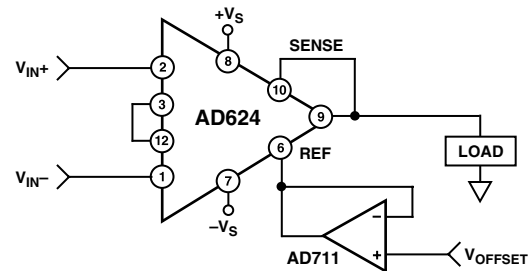 +VS
SENSE
VIN+
2
8
10
3
AD624
9
12
6
REF
LOAD
VIN–
1
7
–VS
–
AD711
+
VOFFSET